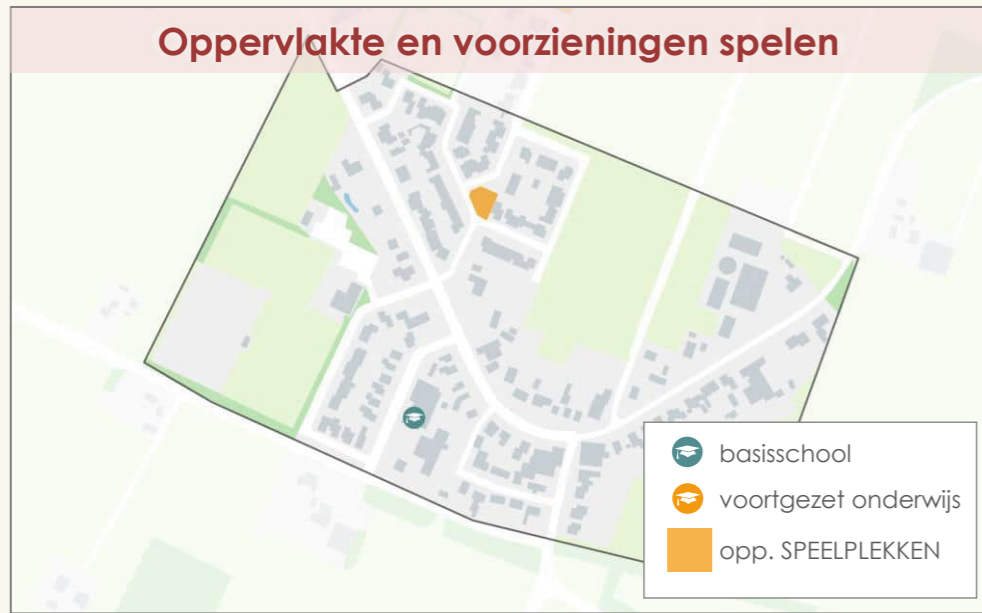 Oppervlakte en voorzieningen spelen
basisschool
voortgezet onderwijs
opp. SPEELPLEKKEN